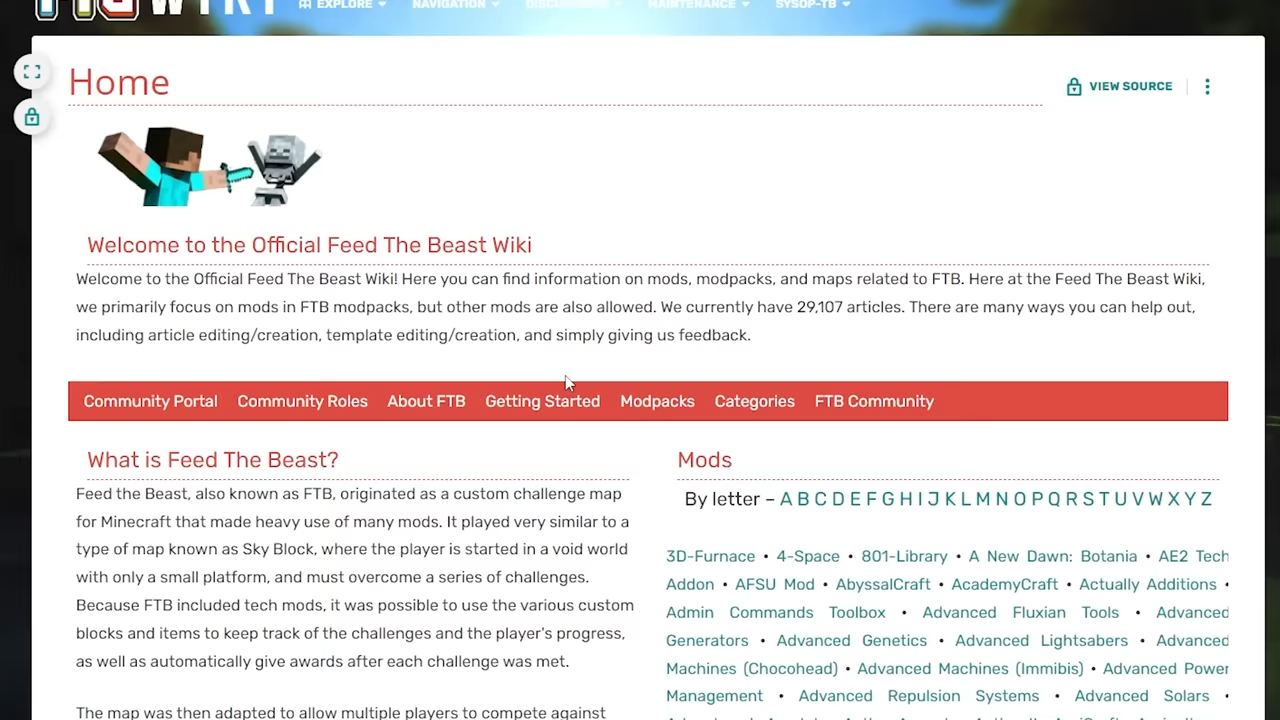 WIKI
EXPLORE
NAVIGATION
MAINTENANCE
SYSOP-TB
Home
VIEW SOURCE
Welcome to the Official Feed The Beast Wiki
Welcome to the Official Feed The Beast Wiki! Here you can find information on mods, modpacks, and maps related to FTB. Here at the Feed The Beast Wiki,
we primarily focus on mods in FTB modpacks, but other mods are also allowed. We currently have 29,107 articles. There are many ways you can help out,
including article editing/creation, template editing/creation, and simply giving us feedback.
Community Portal Community Roles About FTB Getting Started Modpacks Categories FTB Community
What is Feed The Beast?
Feed the Beast, also known as FTB, originated as a custom challenge map
for Minecraft that made heavy use of many mods. It played very similar to a
type of map known as Sky Block, where the player is started in a void world
with only a small platform, and must overcome a series of challenges.
Because FTB included tech mods, it was possible to use the various custom
blocks and items to keep track of the challenges and the player's progress,
as well as automatically give awards after each challenge was met.
The map was then adapted to allow multiple players to compete against
Mods
By letter – A B C D E F G H I J K L M N O P Q R S T U V W X Y Z
3D-Furnace • 4-Space • 801-Library • A New Dawn: Botania • AE2 Tech
Addon • AFSU Mod • AbyssalCraft • AcademyCraft • Actually Additions •
Admin Commands Toolbox • Advanced Fluxian Tools • Advanced
Generators • Advanced Genetics • Advanced Lightsabers • Advanced
Machines (Chocohead) • Advanced Machines (Immibis) • Advanced Power
Management • Advanced Repulsion Systems • Advanced Solars •